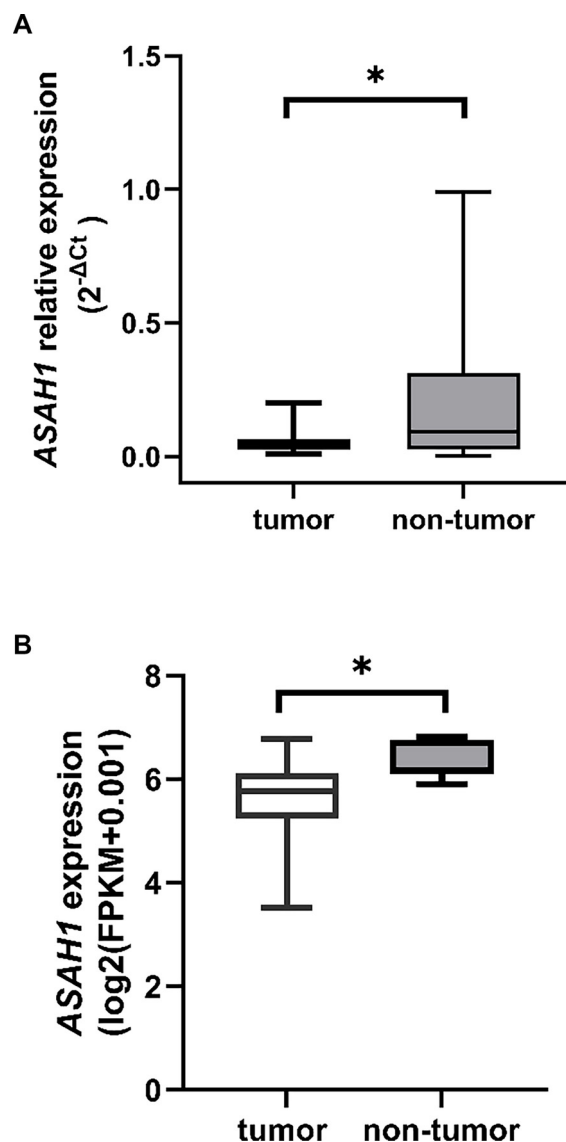 A
ASAH1 relative expression
(2-ΔCt)
1.5
1.0
0.5
0.0
*
tumor
non-tumor
B
ASAH1 expression
(log2(FPKM+0.001)
8
6
4
2
0
*
tumor
non-tumor